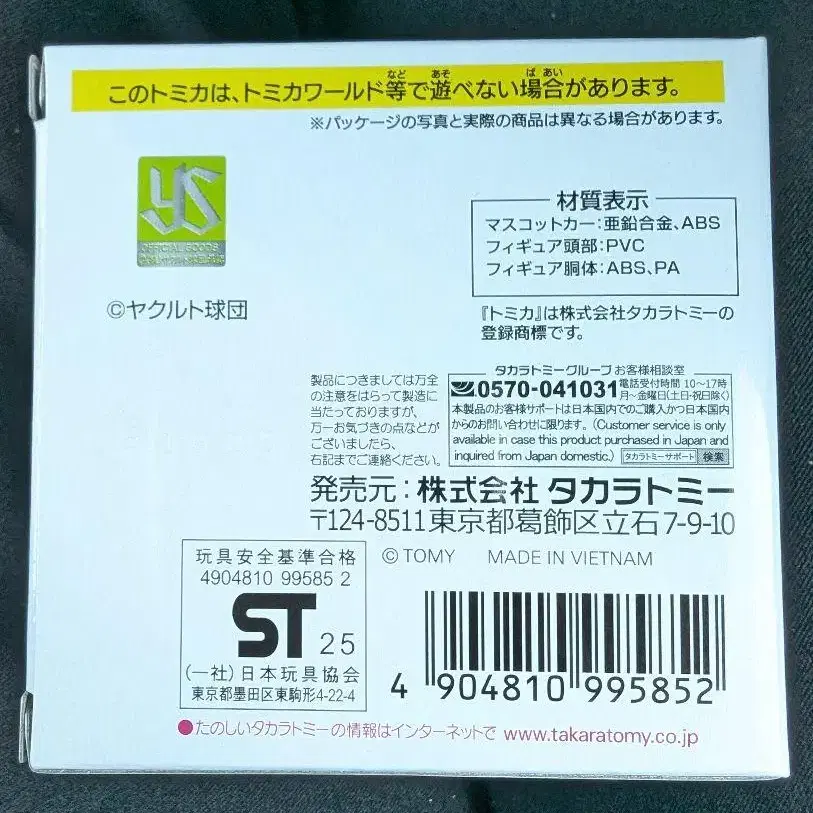 このトミカは、トミカワールド等で遊べない場合があります。
※パッケージの写真と実際の商品は異なる場合があります。
YS
OFFICIAL GOODS
©ヤクルト球団
材質表示
マスコットカー:亜鉛合金、ABS
フィギュア頭部:PVC
フィギュア胴体:ABS、PA
『トミカ』は株式会社タカラトミーの
登録商標です。
製品につきましては万全
の注意をはらって製造に
当たっておりますが、
万一お気づきの点などが
ございましたら、
右記までご連絡ください。
タカラトミーグループ お客様相談室
0570-041031 電話受付時間 10〜17時
月〜金曜日(土日・祝日除く)
本製品のお客様サポートは日本国内でのご購入かつ日本国内
からのお問い合わせに限ります。(Customer service is only
available in case this product purchased in Japan and
inquired from Japan domestic.) タカラトミーサポート 検索
発売元:株式会社 タカラトミー
〒124-8511 東京都葛飾区立石7-9-10
© TOMY MADE IN VIETNAM
玩具安全基準合格
4904810 99585 2
ST 25
(一社)日本玩具協会
東京都墨田区東駒形4-22-4
4 904810 995852
●たのしいタカラトミーの情報はインターネットで www.takaratomy.co.jp